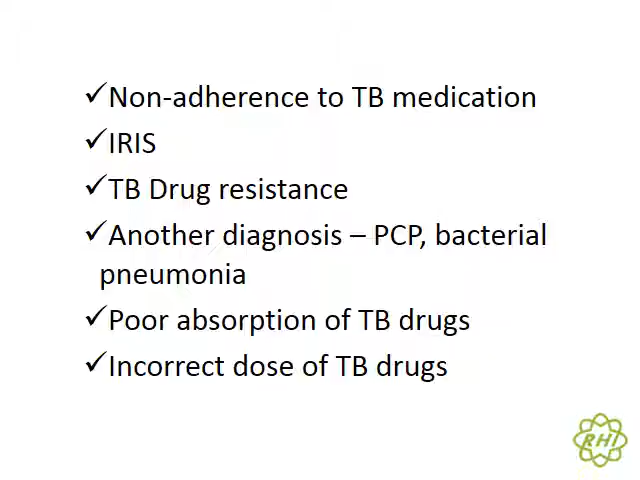 ✓Non-adherence to TB medication
✓IRIS
✓TB Drug resistance
✓Another diagnosis – PCP, bacterial
pneumonia
✓Poor absorption of TB drugs
✓Incorrect dose of TB drugs
RHI